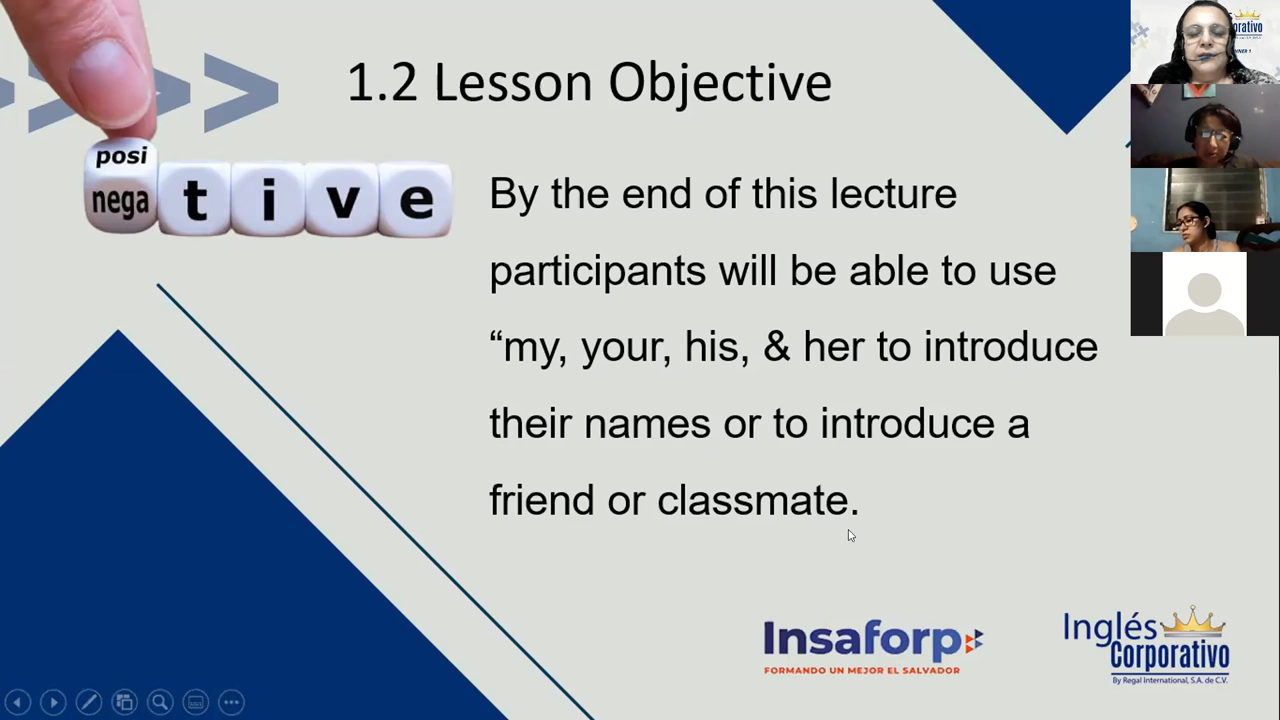 1.2 Lesson Objective
posi
nega t i v e
By the end of this lecture
participants will be able to use
“my, your, his, & her to introduce
their names or to introduce a
friend or classmate.
Insaforp
FORMANDO UN MEJOR EL SALVADOR
Inglés
Corporativo
By Regal International, S.A. de C.V.